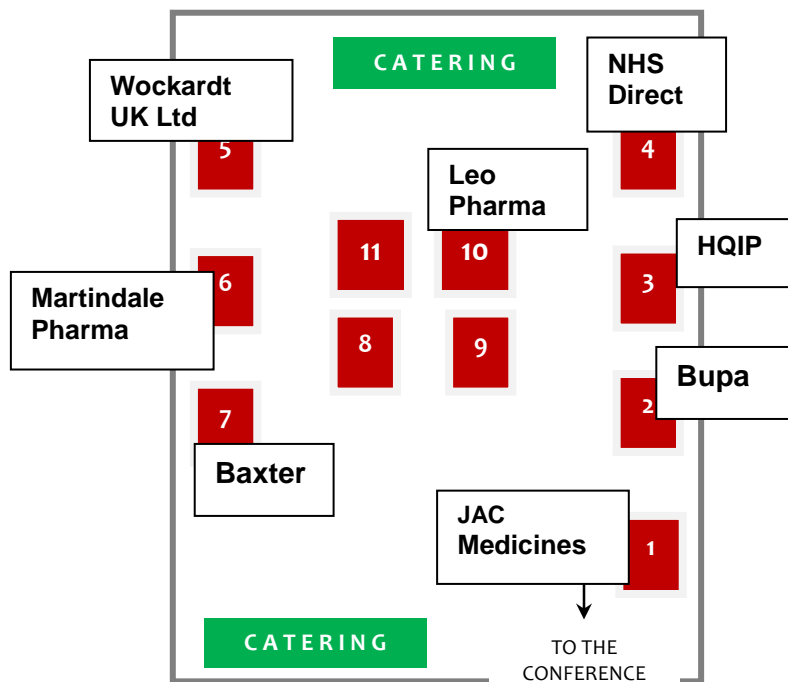 CATERING
NHS
Direct
Wockardt
UK Ltd
5
4
Leo
Pharma
11
10
HQIP
3
6
Martindale
Pharma
8
9
Bupa
2
7
Baxter
JAC
Medicines
1
CATERING
TO THE
CONFERENCE